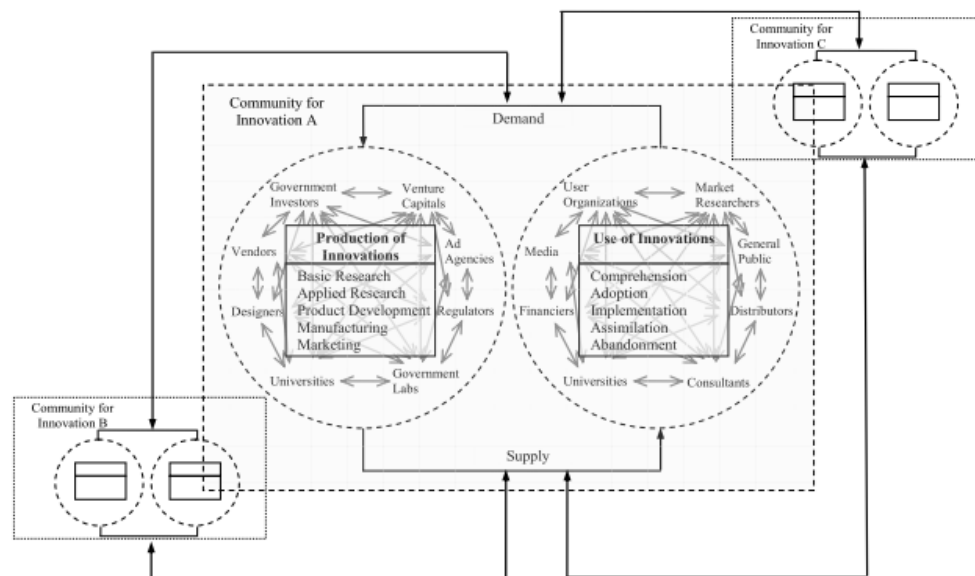 Community for
Innovation C
Community for
Innovation A
Demand
Government
Investors
Venture
Capitals
Vendors
Ad
Agencies
Production of
Innovations
Basic Research
Applied Research
Product Development
Manufacturing
Marketing
Designers
Regulators
Universities
Government
Labs
User
Organizations
Market
Researchers
Media
General
Public
Use of Innovations
Comprehension
Adoption
Implementation
Assimilation
Abandonment
Financiers
Distributors
Universities
Consultants
Community for
Innovation B
Supply